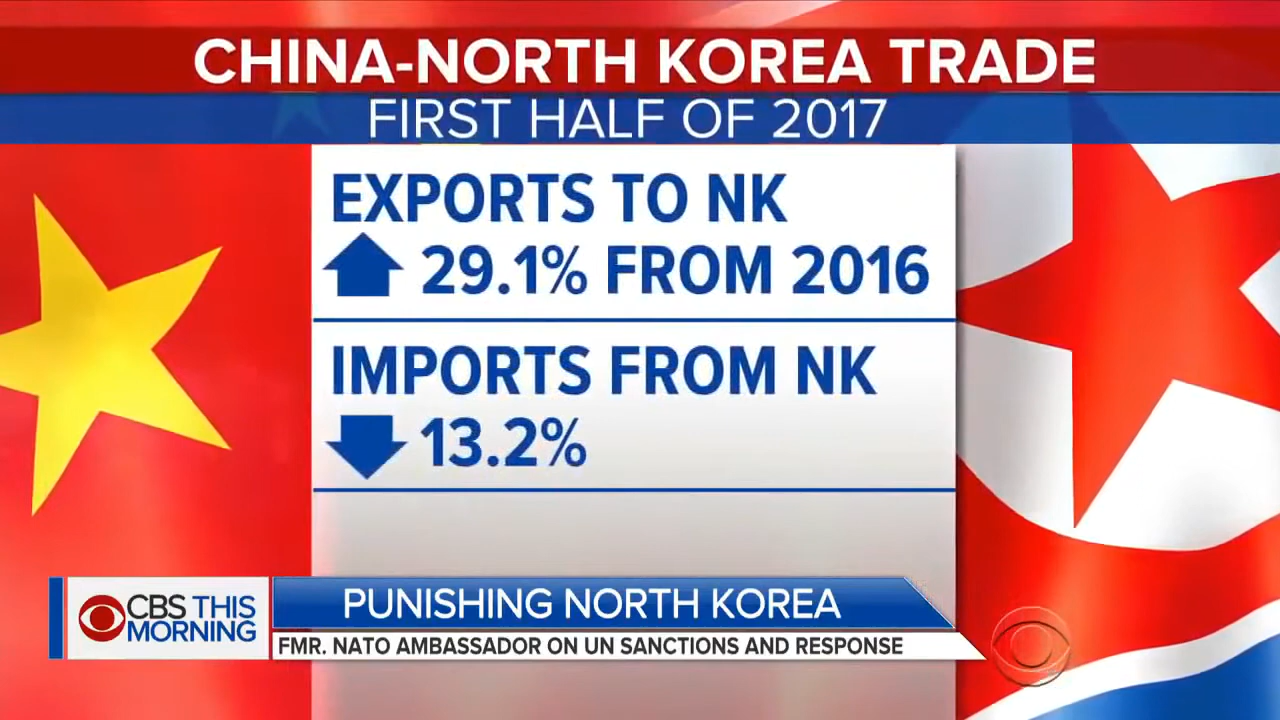 CHINA-NORTH KOREA TRADE
FIRST HALF OF 2017
EXPORTS TO NK
29.1% FROM 2016
IMPORTS FROM NK
13.2%
CBS THIS
MORNING
PUNISHING NORTH KOREA
FMR. NATO AMBASSADOR ON UN SANCTIONS AND RESPONSE